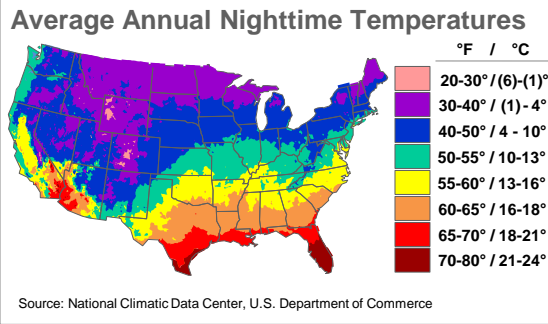 Average Annual Nighttime Temperatures
°F / °C
20-30° / (6)-(1)°
30-40° / (1) - 4°
40-50° / 4 - 10°
50-55° / 10-13°
55-60° / 13-16°
60-65° / 16-18°
65-70° / 18-21°
70-80° / 21-24°
Source: National Climatic Data Center, U.S. Department of Commerce